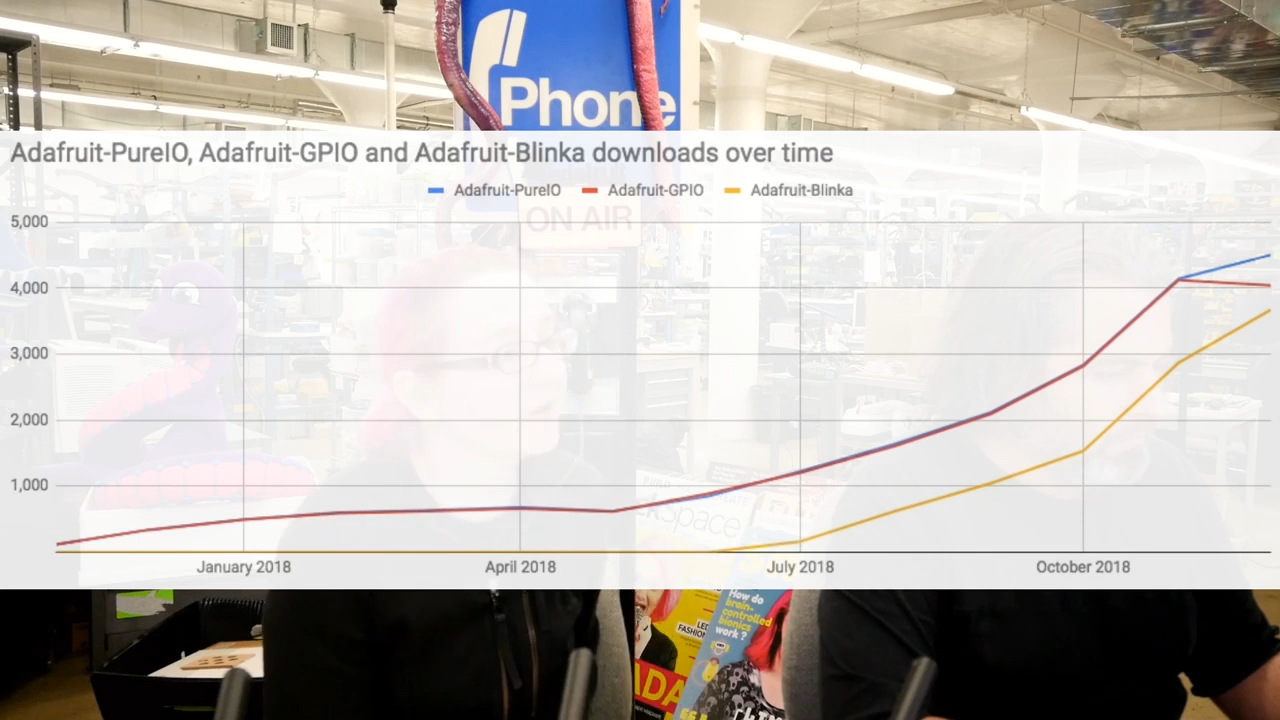 Phone
Adafruit-PureIO, Adafruit-GPIO and Adafruit-Blinka downloads over time
Adafruit-PureIO Adafruit-GPIO Adafruit-Blinka
ON AIR
5,000
4,000
3,000
2,000
1,000
January 2018 April 2018 July 2018 October 2018
How do
brain-
controlled
bionics
work ?
LED
FASHION